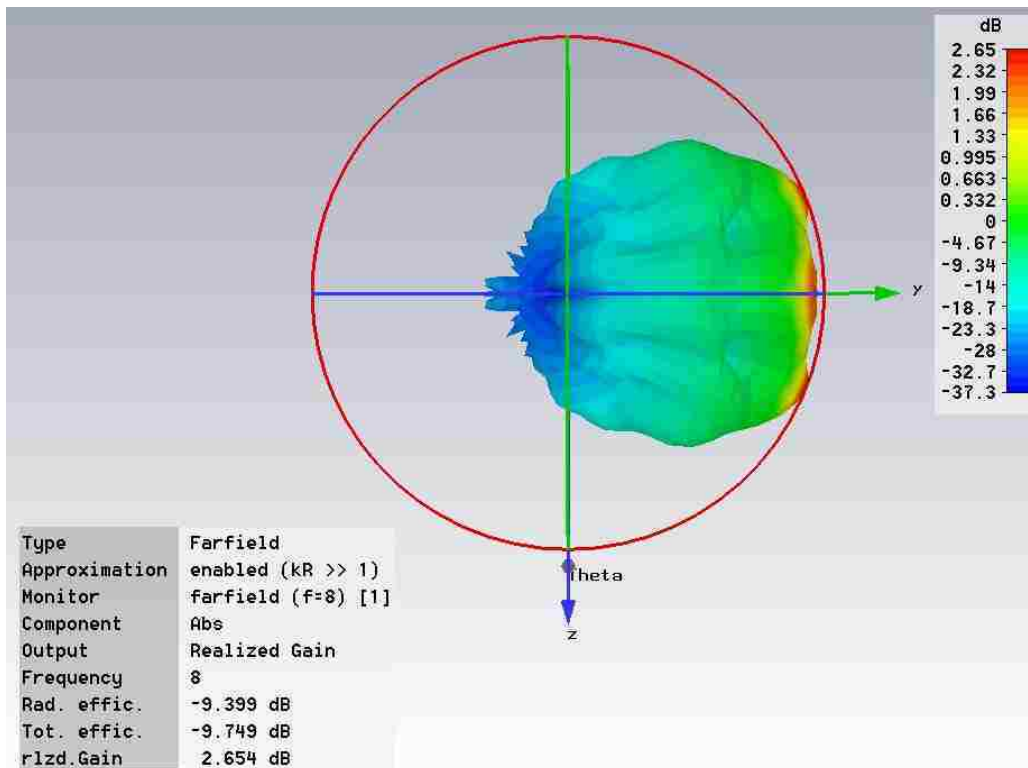 dB
2.65
2.32
1.99
1.66
1.33
0.995
0.663
0.332
0
-4.67
-9.34
-14
-18.7
-23.3
-28
-32.7
-37.3
y
Theta
z
Type Farfield
Approximation enabled (kR >> 1)
Monitor farfield (f=8) [1]
Component Abs
Output Realized Gain
Frequency 8
Rad. effic. -9.399 dB
Tot. effic. -9.749 dB
rlzd.Gain 2.654 dB